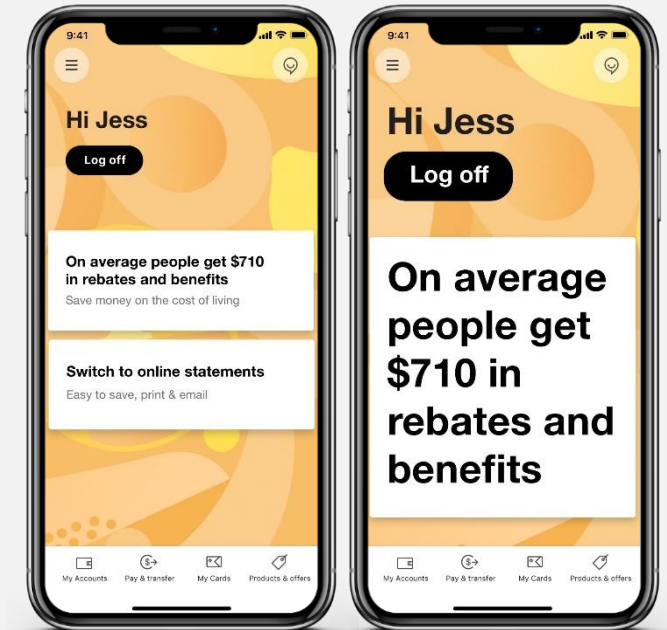 9:41
Hi Jess
Log off
On average people get $710
in rebates and benefits
Save money on the cost of living
Switch to online statements
Easy to save, print & email
My Accounts Pay & transfer My Cards Products & offers
9:41
Hi Jess
Log off
On average
people get
$710 in
rebates and
benefits
My Accounts Pay & transfer My Cards Products & offers